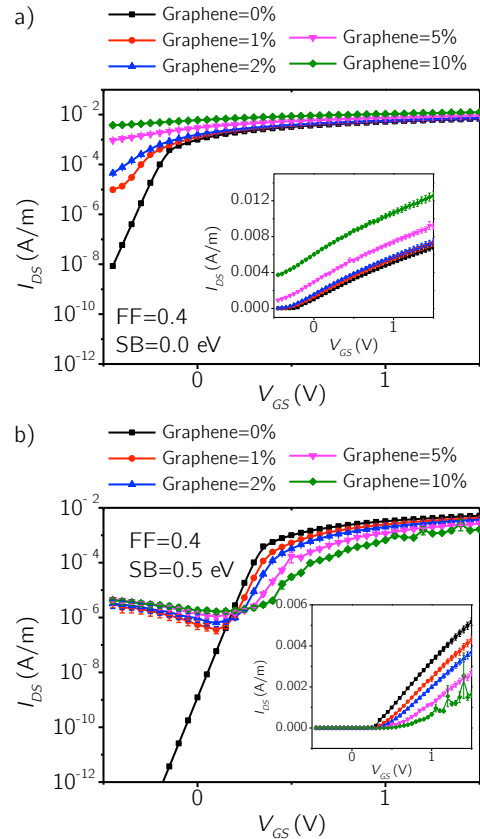 a)
Graphene=0%
Graphene=1% Graphene=5%
Graphene=2% Graphene=10%
10⁻²
10⁻⁴
10⁻⁶
10⁻⁸
10⁻¹⁰
10⁻¹²
I_DS (A/m)
FF=0.4
SB=0.0 eV
0.012
0.008
0.004
0.000
I_DS (A/m)
0 1
V_GS (V)
0 1
V_GS (V)
b)
Graphene=0%
Graphene=1% Graphene=5%
Graphene=2% Graphene=10%
10⁻²
10⁻⁴
10⁻⁶
10⁻⁸
10⁻¹⁰
10⁻¹²
I_DS (A/m)
FF=0.4
SB=0.5 eV
0.006
0.004
0.002
0.000
I_DS (A/m)
0 1
V_GS (V)
0 1
V_GS (V)